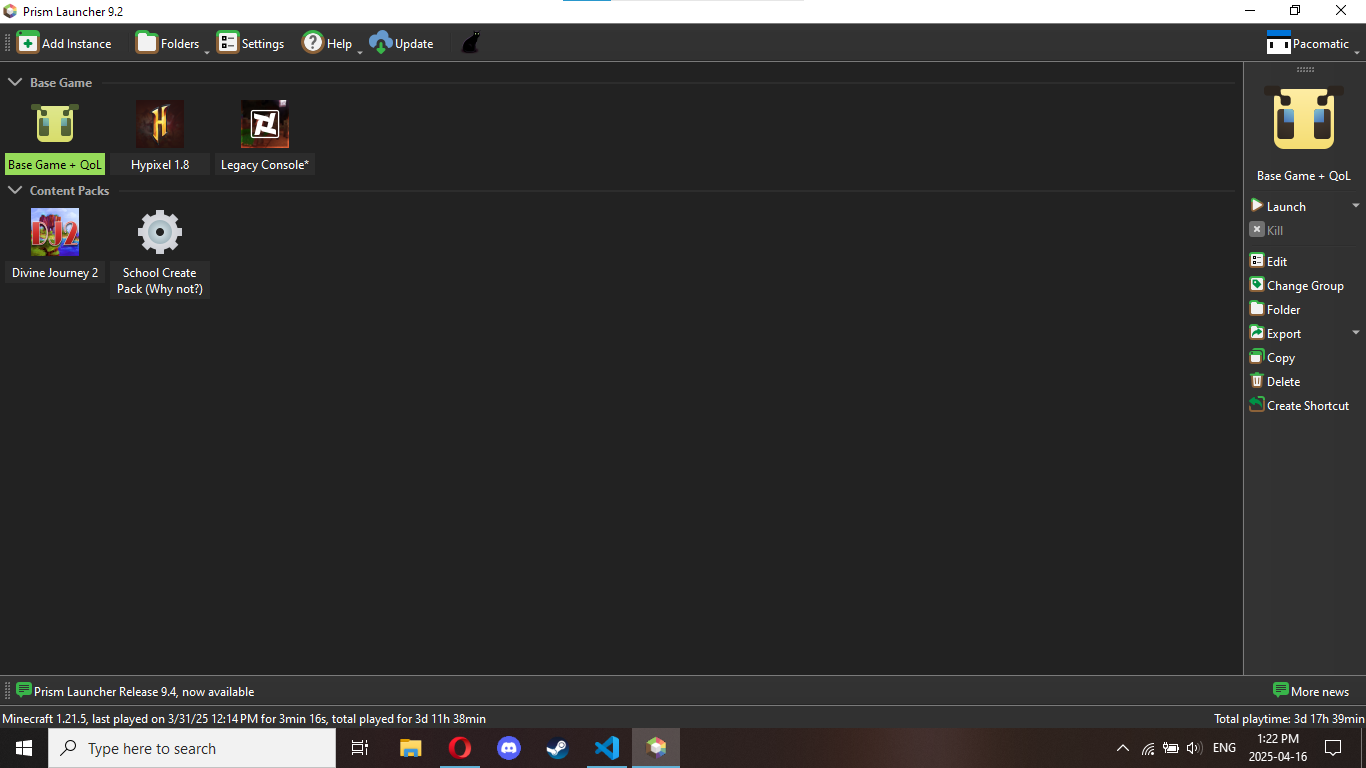 Prism Launcher 9.2
Add Instance
Folders
Settings
Help
Update
Pacomatic
Base Game
Base Game + QoL
Hypixel 1.8
Legacy Console*
Content Packs
DJ2
Divine Journey 2
School Create
Pack (Why not?)
Base Game + QoL
Launch
Kill
Edit
Change Group
Folder
Export
Copy
Delete
Create Shortcut
Prism Launcher Release 9.4, now available
More news
Minecraft 1.21.5, last played on 3/31/25 12:14 PM for 3min 16s, total played for 3d 11h 38min
Total playtime: 3d 17h 39min
Type here to search
ENG
1:22 PM
2025-04-16